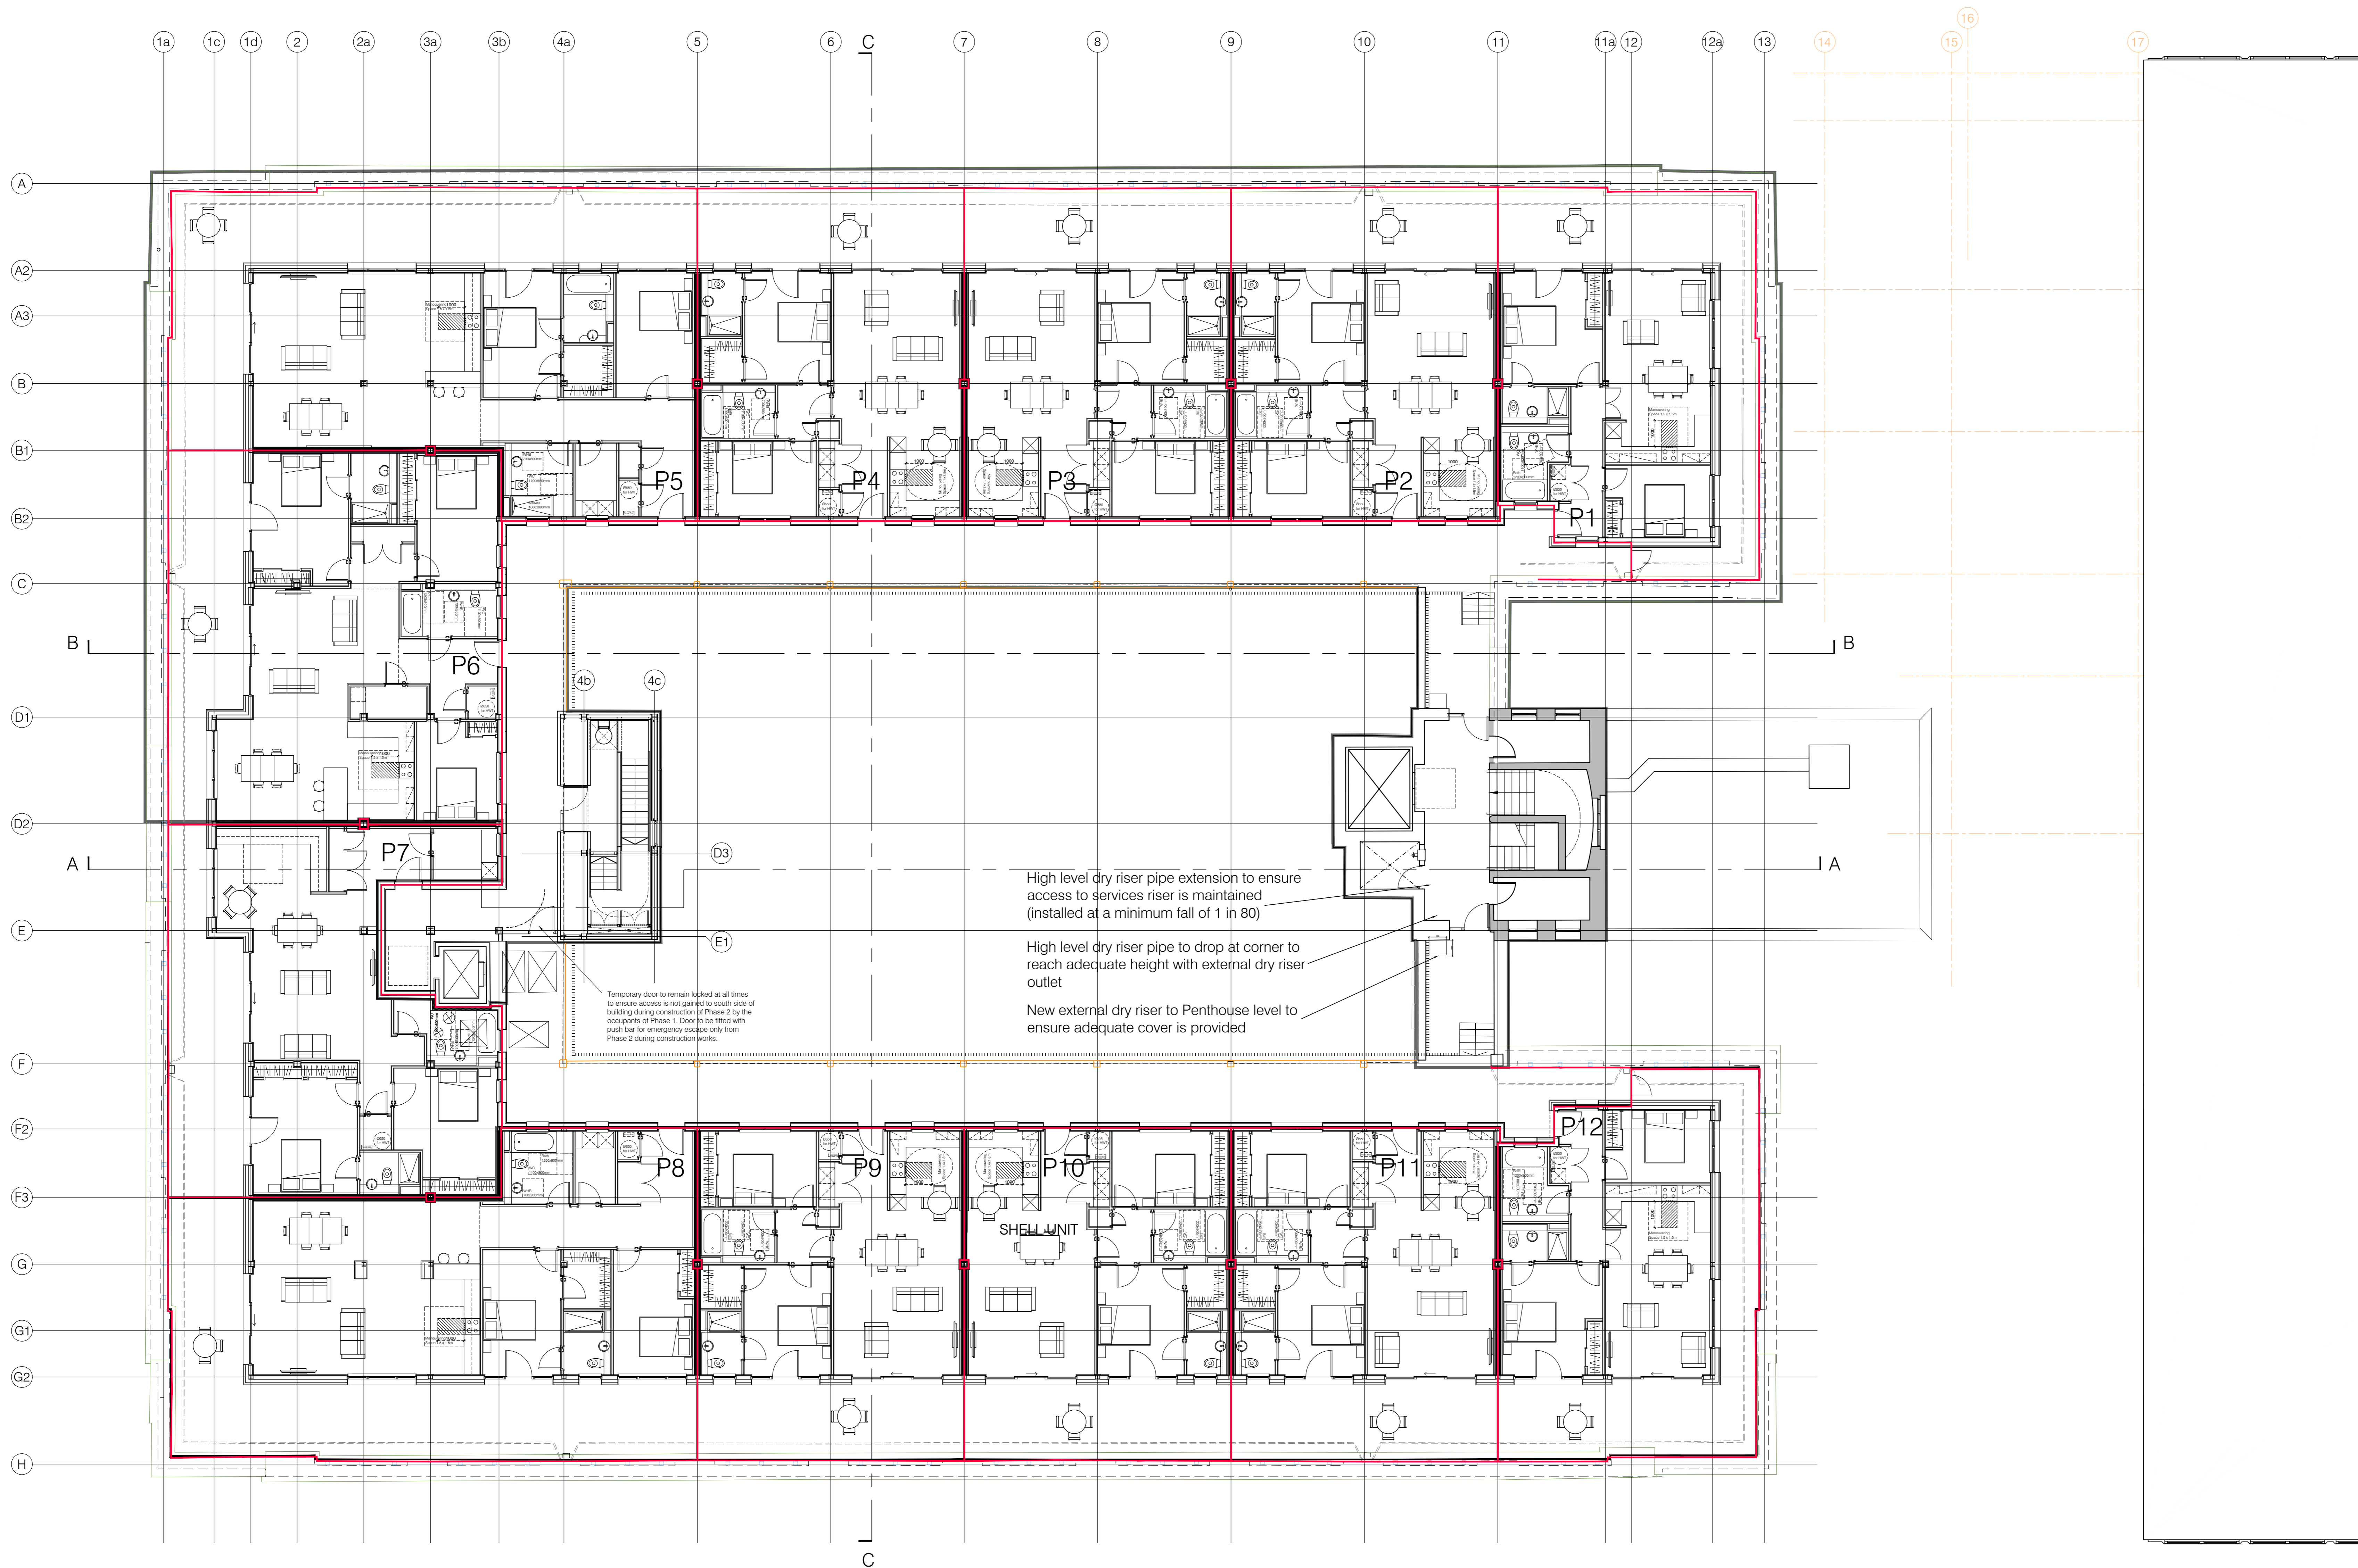 16
1a
1c
1d
2
2a
3a
3b
4a
5
6
C
7
8
9
10
11
11a
12
12a
13
14
15
17
A
A2
A3
B
B1
B2
P5
P4
P3
P2
P1
C
B
B
P6
4b
4c
D1
D2
P7
D3
A
A
High level dry riser pipe extension to ensure
access to services riser is maintained
(installed at a minimum fall of 1 in 80)
E
E1
High level dry riser pipe to drop at corner to
reach adequate height with external dry riser
outlet
Temporary door to remain locked at all times
to ensure access is not gained to south side of
building during construction of Phase 2 by the
occupants of Phase 1. Door to be fitted with
push bar for emergency escape only from
Phase 2 during construction works.
New external dry riser to Penthouse level to
ensure adequate cover is provided
F
F2
P12
P8
P9
P10
P11
F3
SHELL UNIT
G
G1
G2
H
C